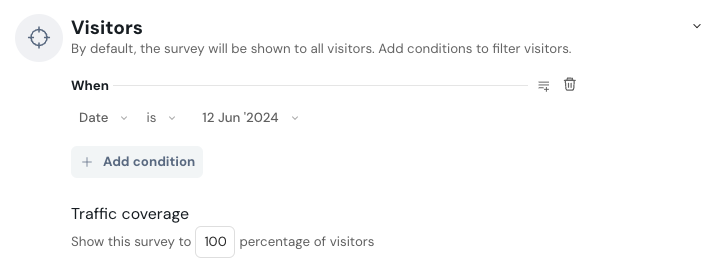 Visitors
By default, the survey will be shown to all visitors. Add conditions to filter visitors.
When
Date is 12 Jun '2024
Add condition
Traffic coverage
Show this survey to 100 percentage of visitors